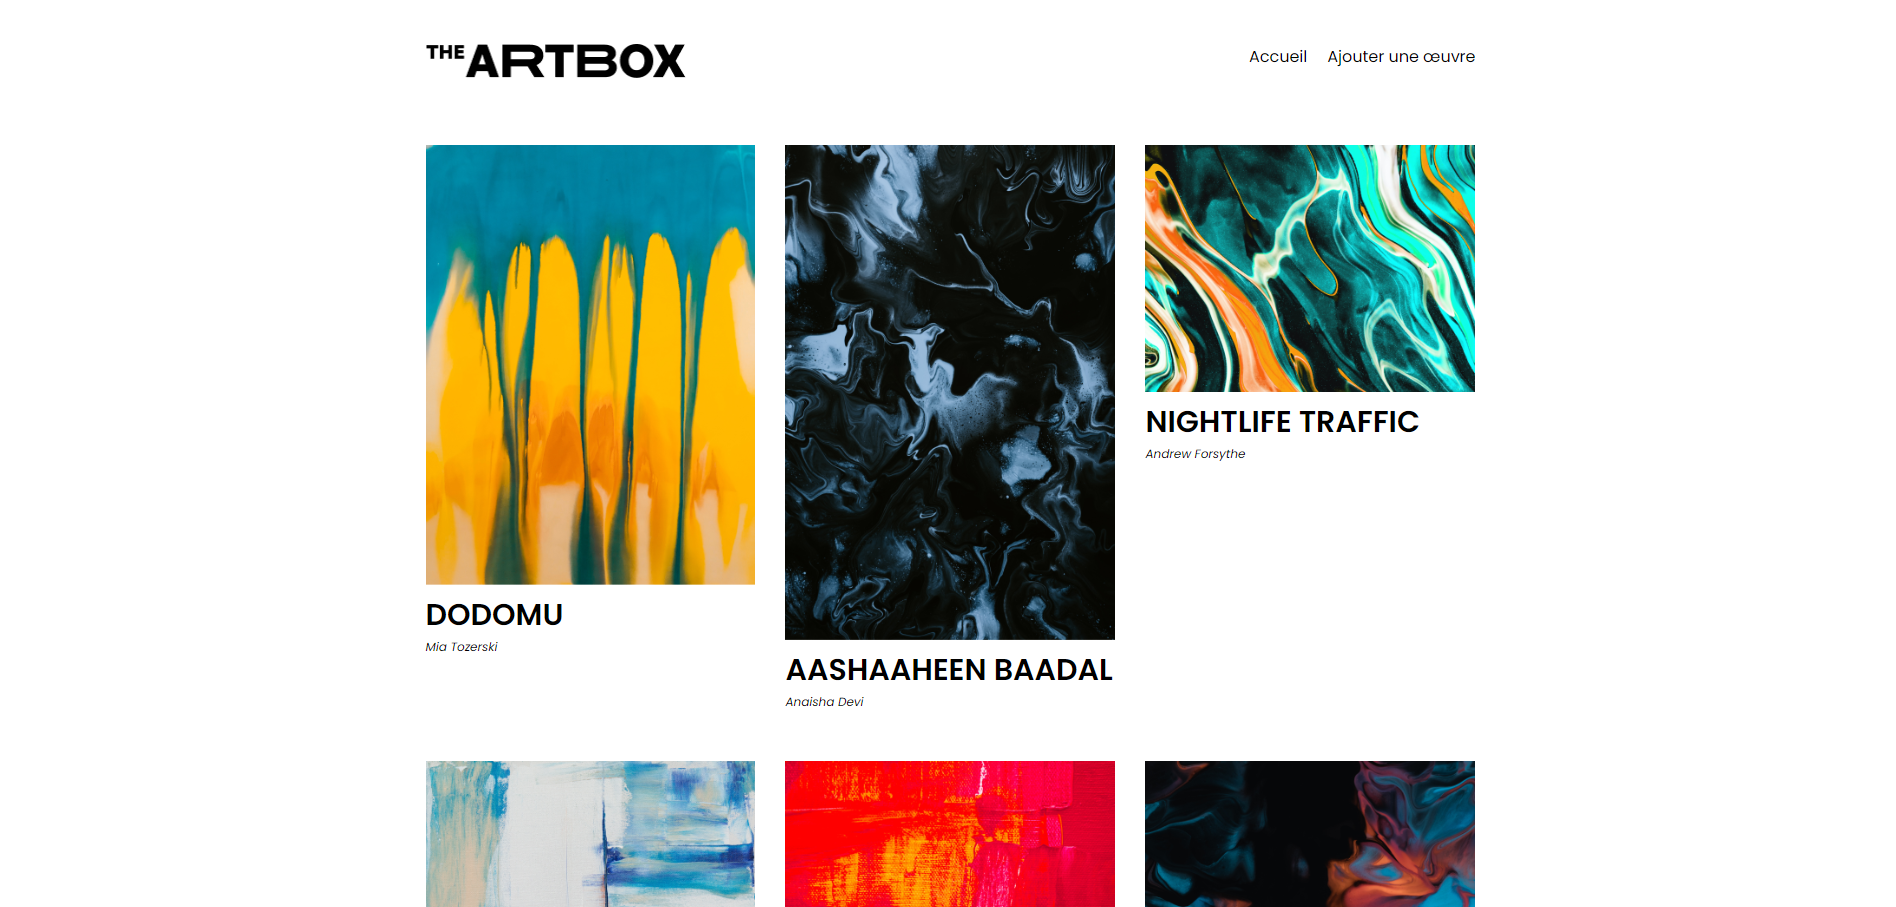 THE ARTBOX
Accueil Ajouter une œuvre
DODOMU
Mia Tozerski
AASHAAHEEN BAADAL
Anaisha Devi
NIGHTLIFE TRAFFIC
Andrew Forsythe